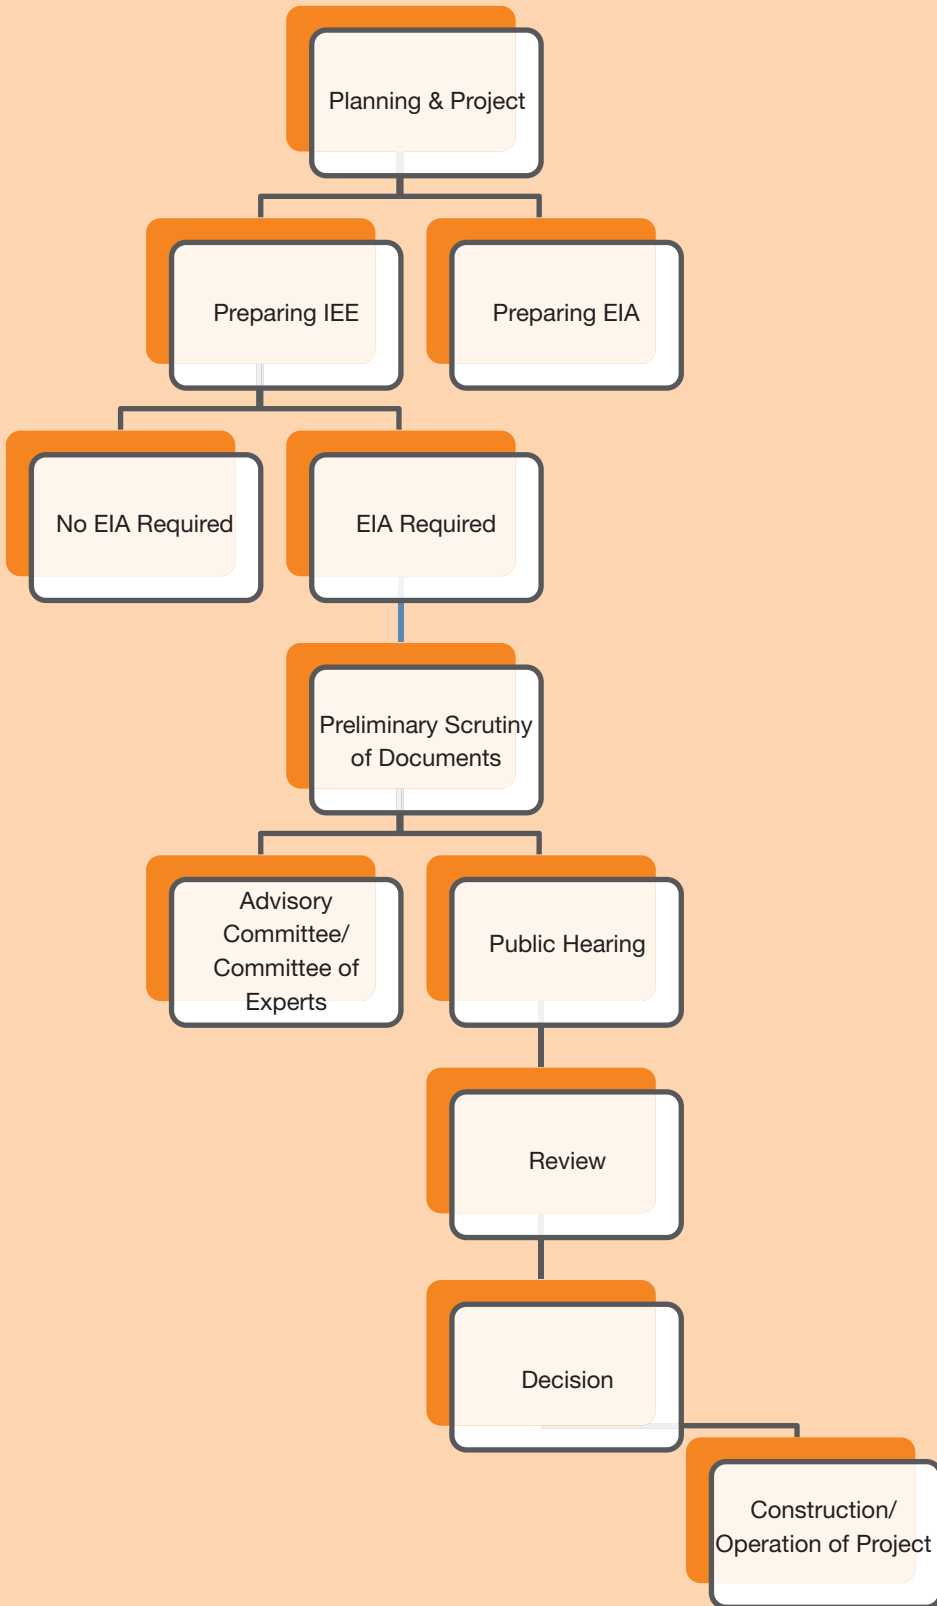 Planning & Project
Preparing IEE
Preparing EIA
No EIA Required
EIA Required
Preliminary Scrutiny
of Documents
Advisory
Committee/
Committee of
Experts
Public Hearing
Review
Decision
Construction/
Operation of Project